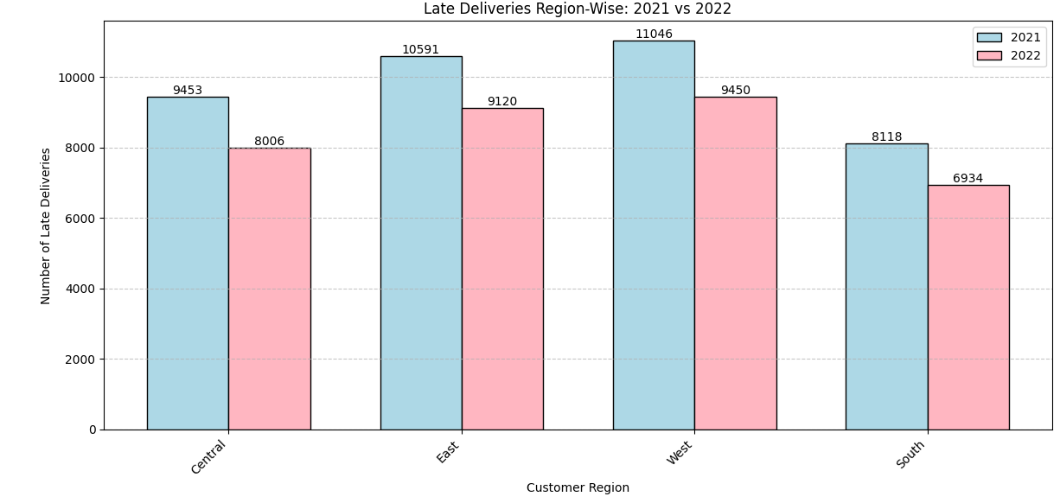 Late Deliveries Region-Wise: 2021 vs 2022
2021
2022
Number of Late Deliveries
10000
8000
6000
4000
2000
0
9453
8006
10591
9120
11046
9450
8118
6934
Central
East
West
South
Customer Region